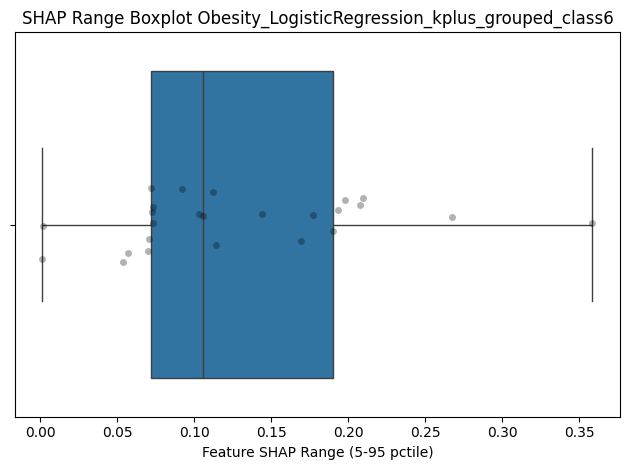 SHAP Range Boxplot Obesity_LogisticRegression_kplus_grouped_class6
0.00 0.05 0.10 0.15 0.20 0.25 0.30 0.35
Feature SHAP Range (5-95 pctile)